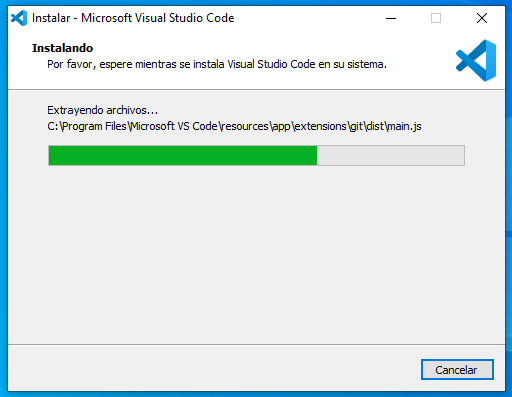 Instalar - Microsoft Visual Studio Code
Instalando
Por favor, espere mientras se instala Visual Studio Code en su sistema.
Extrayendo archivos...
C:\Program Files\Microsoft VS Code\resources\app\extensions\git\dist\main.js
Cancelar